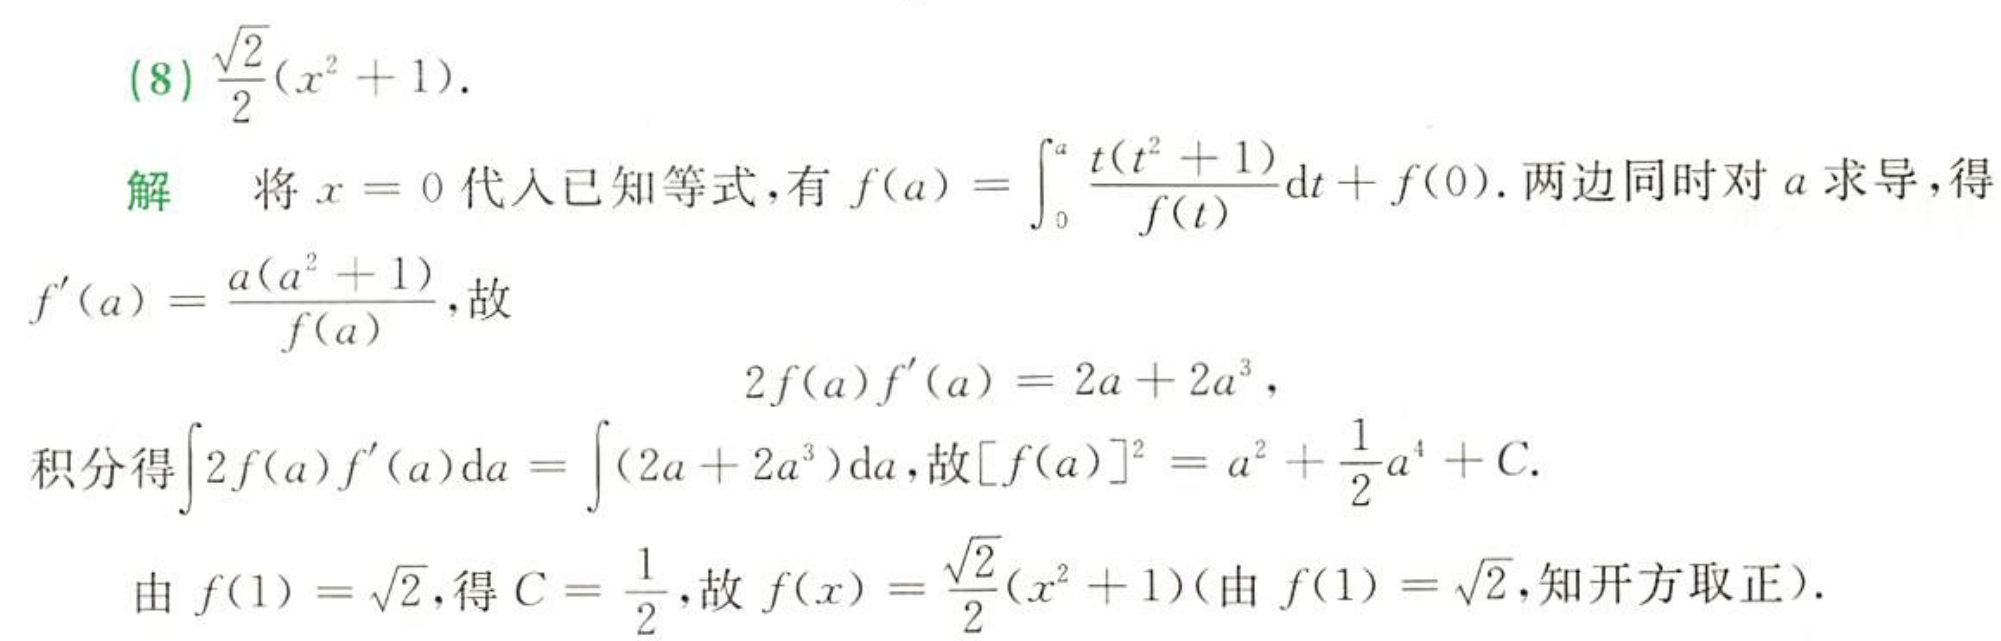 (8) $\frac{\sqrt{2}}{2}(x^2+1)$.
解 将 $x=0$ 代入已知等式,有 $f(a)=\int_0^a \frac{t(t^2+1)}{f(t)}\mathrm{d}t+f(0)$. 两边同时对 $a$ 求导,得
$f'(a)=\frac{a(a^2+1)}{f(a)}$,故
$2f(a)f'(a)=2a+2a^3$,
积分得$\int 2f(a)f'(a)\mathrm{d}a=\int(2a+2a^3)\mathrm{d}a$,故$[f(a)]^2=a^2+\frac{1}{2}a^4+C$.
由 $f(1)=\sqrt{2}$,得 $C=\frac{1}{2}$,故 $f(x)=\frac{\sqrt{2}}{2}(x^2+1)$(由 $f(1)=\sqrt{2}$,知开方取正).